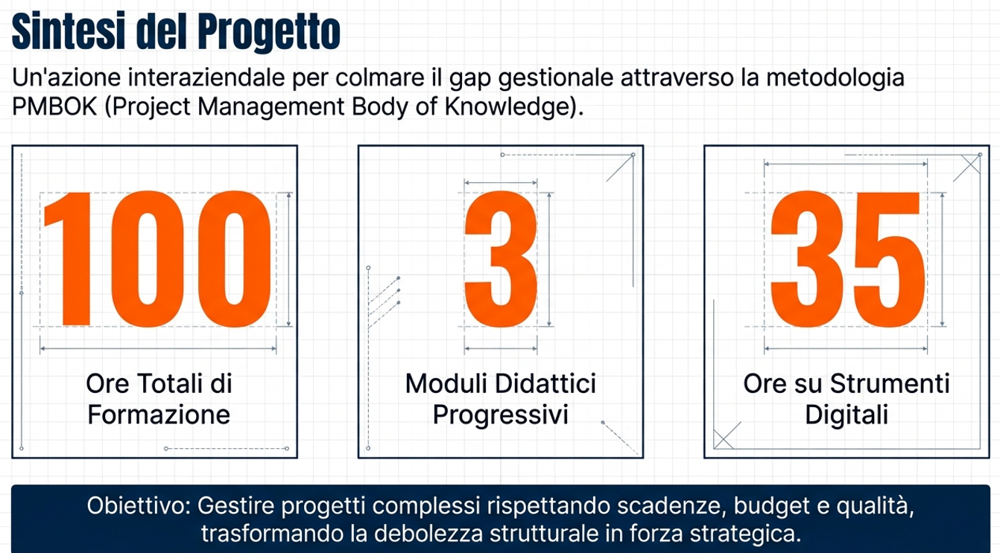 Sintesi del Progetto
Un'azione interaziendale per colmare il gap gestionale attraverso la metodologia
PMBOK (Project Management Body of Knowledge).
100
Ore Totali di
Formazione
3
Moduli Didattici
Progressivi
35
Ore su Strumenti
Digitali
Obiettivo: Gestire progetti complessi rispettando scadenze, budget e qualità,
trasformando la debolezza strutturale in forza strategica.